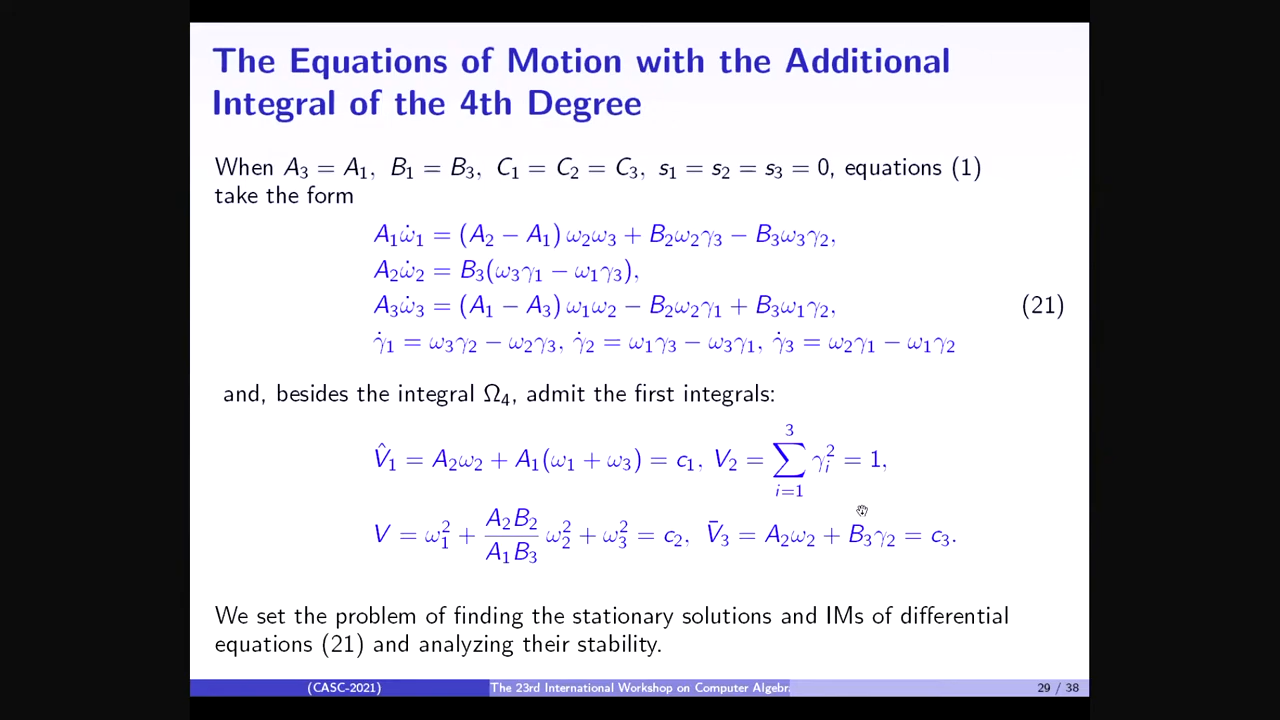 The Equations of Motion with the Additional
Integral of the 4th Degree
When A₃ = A₁, B₁ = B₃, C₁ = C₂ = C₃, s₁ = s₂ = s₃ = 0, equations (1)
take the form
A₁ω̇₁ = (A₂ − A₁) ω₂ω₃ + B₂ω₂γ₃ − B₃ω₃γ₂,
A₂ω̇₂ = B₃(ω₃γ₁ − ω₁γ₃),
A₃ω̇₃ = (A₁ − A₃) ω₁ω₂ − B₂ω₂γ₁ + B₃ω₁γ₂, (21)
γ̇₁ = ω₃γ₂ − ω₂γ₃, γ̇₂ = ω₁γ₃ − ω₃γ₁, γ̇₃ = ω₂γ₁ − ω₁γ₂
and, besides the integral Ω₄, admit the first integrals:
V̂₁ = A₂ω₂ + A₁(ω₁ + ω₃) = c₁, V₂ = ∑_{i=1}^{3} γᵢ² = 1,
V = ω₁² + (A₂B₂)/(A₁B₃) ω₂² + ω₃² = c₂, V̄₃ = A₂ω₂ + B₃γ₂ = c₃.
We set the problem of finding the stationary solutions and IMs of differential
equations (21) and analyzing their stability.
(CASC-2021) The 23rd International Workshop on Computer Algebr 29 / 38